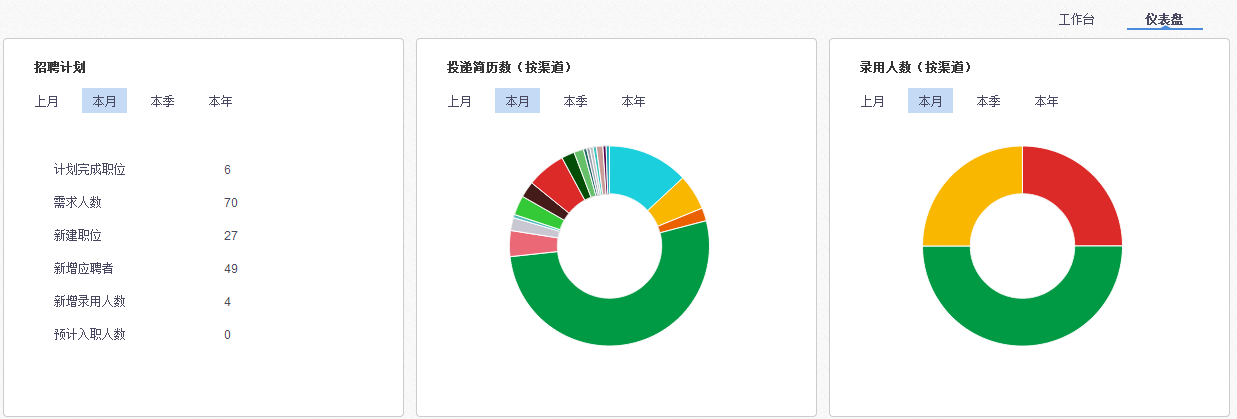 工作台 仪表盘
招聘计划
上月 本月 本季 本年
计划完成职位 6
需求人数 70
新建职位 27
新增应聘者 49
新增录用人数 4
预计入职人数 0
投递简历数（按渠道）
上月 本月 本季 本年
录用人数（按渠道）
上月 本月 本季 本年